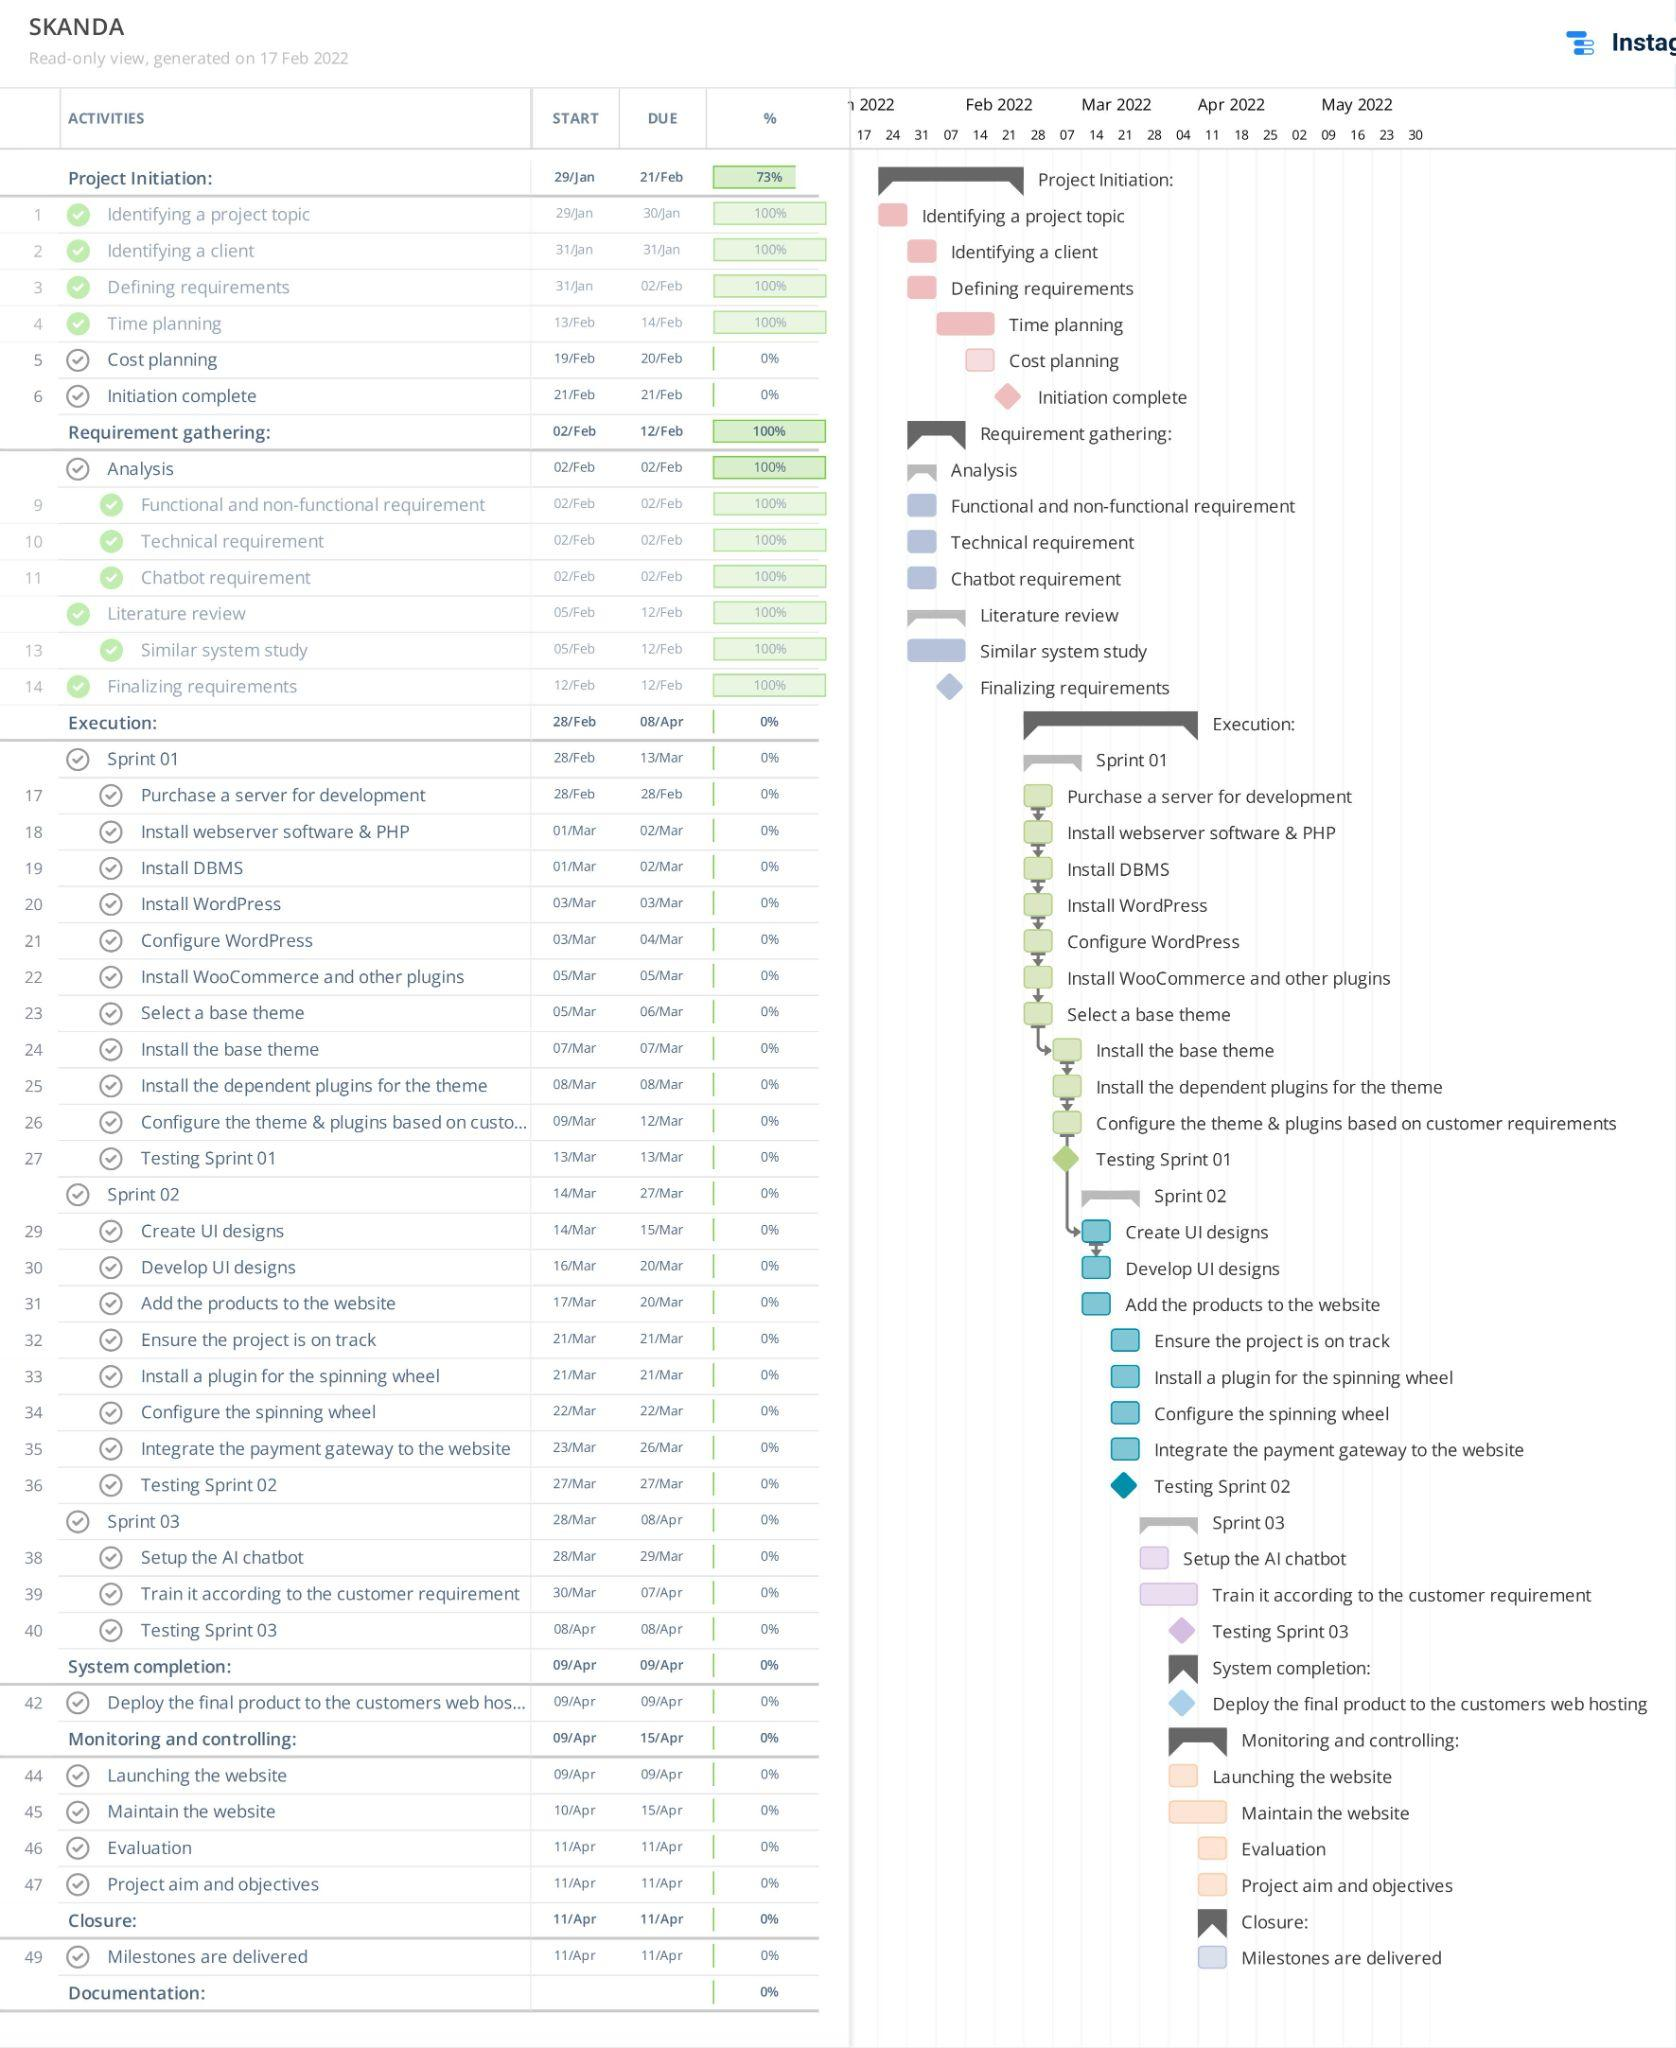 SKANDA
Read-only view, generated on 17 Feb 2022
Instag
ACTIVITIES START DUE %
n 2022 Feb 2022 Mar 2022 Apr 2022 May 2022
17 24 31 07 14 21 28 07 14 21 28 04 11 18 25 02 09 16 23 30
Project Initiation: 29/Jan 21/Feb 73% Project Initiation:
1 Identifying a project topic 29/Jan 30/Jan 100% Identifying a project topic
2 Identifying a client 31/Jan 31/Jan 100% Identifying a client
3 Defining requirements 31/Jan 02/Feb 100% Defining requirements
4 Time planning 13/Feb 14/Feb 100% Time planning
5 Cost planning 19/Feb 20/Feb 0% Cost planning
6 Initiation complete 21/Feb 21/Feb 0% Initiation complete
Requirement gathering: 02/Feb 12/Feb 100% Requirement gathering:
Analysis 02/Feb 02/Feb 100% Analysis
9 Functional and non-functional requirement 02/Feb 02/Feb 100% Functional and non-functional requirement
10 Technical requirement 02/Feb 02/Feb 100% Technical requirement
11 Chatbot requirement 02/Feb 02/Feb 100% Chatbot requirement
Literature review 05/Feb 12/Feb 100% Literature review
13 Similar system study 05/Feb 12/Feb 100% Similar system study
14 Finalizing requirements 12/Feb 12/Feb 100% Finalizing requirements
Execution: 28/Feb 08/Apr 0% Execution:
Sprint 01 28/Feb 13/Mar 0% Sprint 01
17 Purchase a server for development 28/Feb 28/Feb 0% Purchase a server for development
18 Install webserver software & PHP 01/Mar 02/Mar 0% Install webserver software & PHP
19 Install DBMS 01/Mar 02/Mar 0% Install DBMS
20 Install WordPress 03/Mar 03/Mar 0% Install WordPress
21 Configure WordPress 03/Mar 04/Mar 0% Configure WordPress
22 Install WooCommerce and other plugins 05/Mar 05/Mar 0% Install WooCommerce and other plugins
23 Select a base theme 05/Mar 06/Mar 0% Select a base theme
24 Install the base theme 07/Mar 07/Mar 0% Install the base theme
25 Install the dependent plugins for the theme 08/Mar 08/Mar 0% Install the dependent plugins for the theme
26 Configure the theme & plugins based on custo... 09/Mar 12/Mar 0% Configure the theme & plugins based on customer requirements
27 Testing Sprint 01 13/Mar 13/Mar 0% Testing Sprint 01
Sprint 02 14/Mar 27/Mar 0% Sprint 02
29 Create UI designs 14/Mar 15/Mar 0% Create UI designs
30 Develop UI designs 16/Mar 20/Mar 0% Develop UI designs
31 Add the products to the website 17/Mar 20/Mar 0% Add the products to the website
32 Ensure the project is on track 21/Mar 21/Mar 0% Ensure the project is on track
33 Install a plugin for the spinning wheel 21/Mar 21/Mar 0% Install a plugin for the spinning wheel
34 Configure the spinning wheel 22/Mar 22/Mar 0% Configure the spinning wheel
35 Integrate the payment gateway to the website 23/Mar 26/Mar 0% Integrate the payment gateway to the website
36 Testing Sprint 02 27/Mar 27/Mar 0% Testing Sprint 02
Sprint 03 28/Mar 08/Apr 0% Sprint 03
38 Setup the AI chatbot 28/Mar 29/Mar 0% Setup the AI chatbot
39 Train it according to the customer requirement 30/Mar 07/Apr 0% Train it according to the customer requirement
40 Testing Sprint 03 08/Apr 08/Apr 0% Testing Sprint 03
System completion: 09/Apr 09/Apr 0% System completion:
42 Deploy the final product to the customers web hos... 09/Apr 09/Apr 0% Deploy the final product to the customers web hosting
Monitoring and controlling: 09/Apr 15/Apr 0% Monitoring and controlling:
44 Launching the website 09/Apr 09/Apr 0% Launching the website
45 Maintain the website 10/Apr 15/Apr 0% Maintain the website
46 Evaluation 11/Apr 11/Apr 0% Evaluation
47 Project aim and objectives 11/Apr 11/Apr 0% Project aim and objectives
Closure: 11/Apr 11/Apr 0% Closure:
49 Milestones are delivered 11/Apr 11/Apr 0% Milestones are delivered
Documentation: 0%